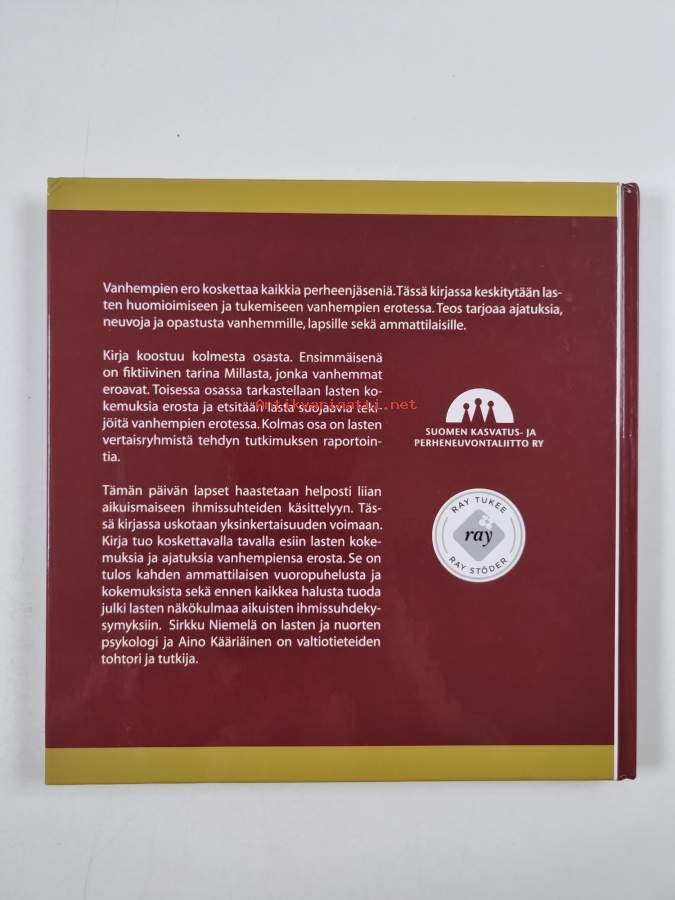 Vanhempien ero koskettaa kaikkia perheenjäseniä. Tässä kirjassa keskitytään las-
ten huomioimiseen ja tukemiseen vanhempien erotessa. Teos tarjoaa ajatuksia,
neuvoja ja opastusta vanhemmille, lapsille sekä ammattilaisille.
Kirja koostuu kolmesta osasta. Ensimmäisenä
on fiktiivinen tarina Millasta, jonka vanhemmat
eroavat. Toisessa osassa tarkastellaan lasten ko-
kemuksia erosta ja etsitään lasta suojaavia teki-
jöitä vanhempien erotessa. Kolmas osa on lasten
vertaisryhmistä tehdyn tutkimuksen raportoin-
tia.
Tämän päivän lapset haastetaan helposti liian
aikuismaiseen ihmissuhteiden käsittelyyn. Täs-
sä kirjassa uskotaan yksinkertaisuuden voimaan.
Kirja tuo koskettavalla tavalla esiin lasten koke-
muksia ja ajatuksia vanhempiensa erosta. Se on
tulos kahden ammattilaisen vuoropuhelusta ja
kokemuksista sekä ennen kaikkea halusta tuoda
julki lasten näkökulmaa aikuisten ihmissuhdeky-
symyksiin. Sirkku Niemelä on lasten ja nuorten
psykologi ja Aino Kääriäinen on valtiotieteiden
tohtori ja tutkija.
Antikvariaatti.net
SUOMEN KASVATUS- JA
PERHENEUVONTALIITTO RY
RAY TUKEE
ray
RAY STÖDER